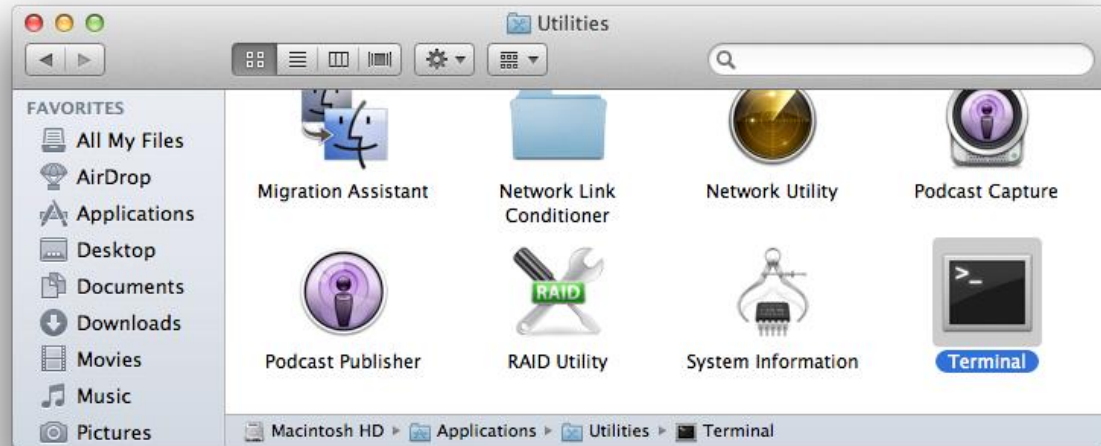 Utilities
FAVORITES
All My Files
AirDrop
Applications
Desktop
Documents
Downloads
Movies
Music
Pictures
Migration Assistant
Network Link
Conditioner
Network Utility
Podcast Capture
Podcast Publisher
RAID
RAID Utility
System Information
>_
Terminal
Macintosh HD ▸ Applications ▸ Utilities ▸ Terminal